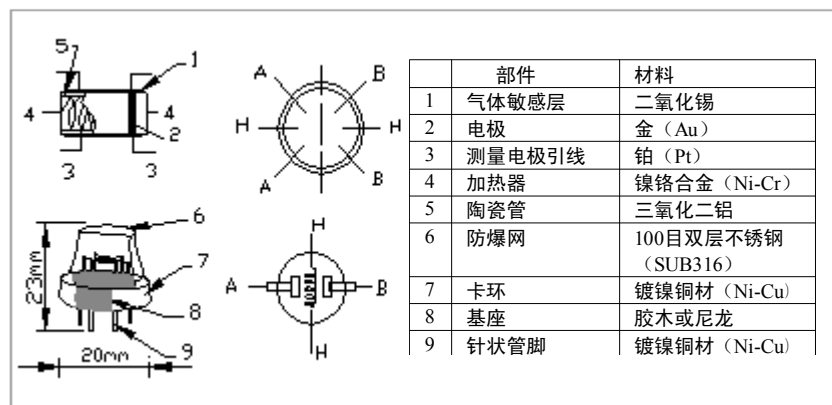 5
1
4
4
2
3
3
A
B
H
H
A
B
6
7
8
9
23mm
20mm
H
A
B
H
部件 材料
1 气体敏感层 二氧化锡
2 电极 金（Au）
3 测量电极引线 铂（Pt）
4 加热器 镍铬合金（Ni-Cr）
5 陶瓷管 三氧化二铝
6 防爆网 100目双层不锈钢
（SUB316）
7 卡环 镀镍铜材（Ni-Cu）
8 基座 胶木或尼龙
9 针状管脚 镀镍铜材（Ni-Cu）